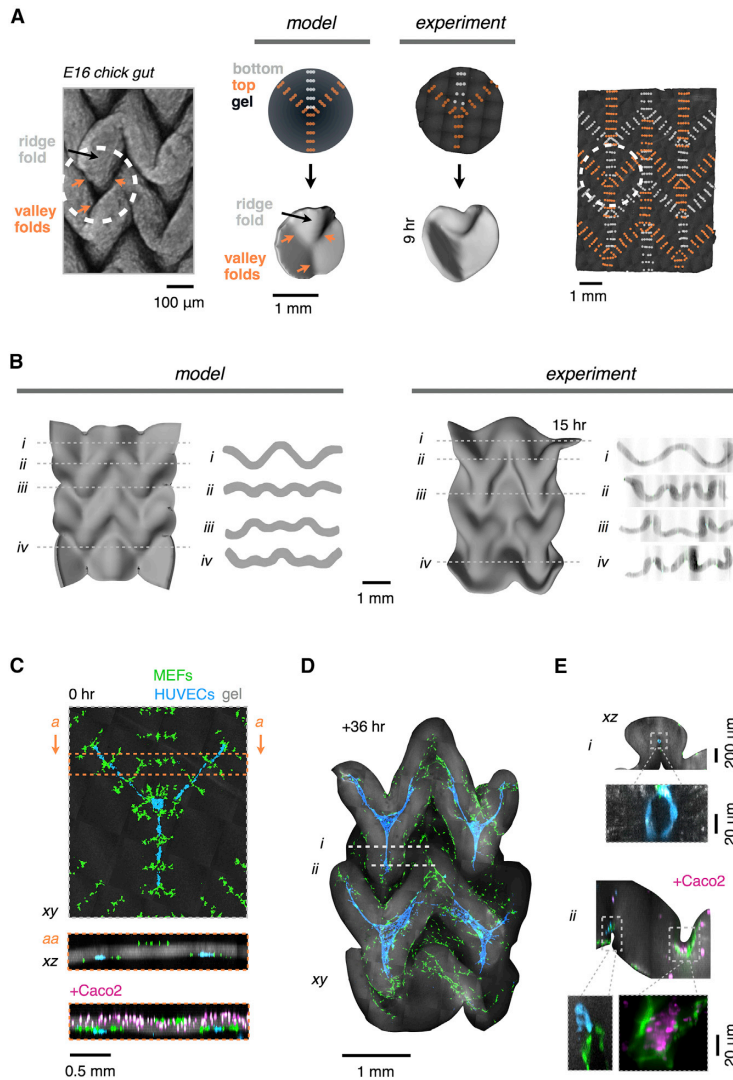 A
model
experiment
E16 chick gut
bottom
top
gel
ridge
fold
valley
folds
ridge
fold
valley
folds
9 hr
100 µm
1 mm
1 mm
B
model
experiment
15 hr
i
ii
iii
iv
i
ii
iii
iv
i
ii
iii
iv
i
ii
iii
iv
1 mm
C
MEFs
0 hr
HUVECs gel
a
a
xy
aa
xz
+Caco2
0.5 mm
D
+36 hr
i
ii
xy
1 mm
E
xz
i
200 µm
20 µm
+Caco2
ii
20 µm